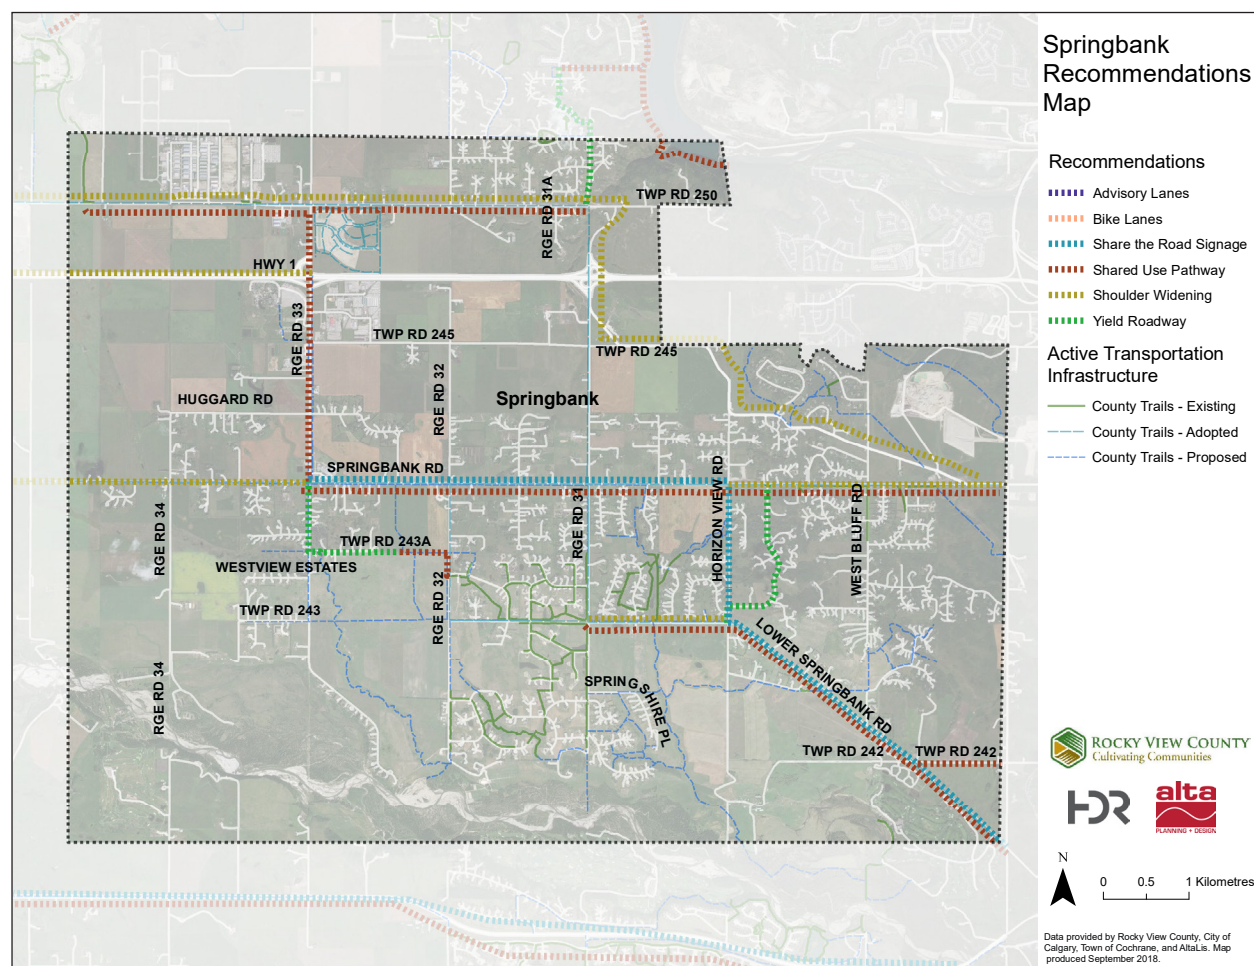 Springbank
Recommendations
Map
Recommendations
Advisory Lanes
Bike Lanes
Share the Road Signage
Shared Use Pathway
Shoulder Widening
Yield Roadway
Active Transportation
Infrastructure
County Trails - Existing
County Trails - Adopted
County Trails - Proposed
TWP RD 250
RGE RD 31A
HWY 1
RGE RD 33
TWP RD 245
TWP RD 245
RGE RD 32
HUGGARD RD
Springbank
SPRINGBANK RD
HORIZON VIEW RD
WEST BLUFF RD
RGE RD 31
RGE RD 34
TWP RD 243A
WESTVIEW ESTATES
RGE RD 32
TWP RD 243
LOWER SPRINGBANK RD
RGE RD 34
SPRING SHIRE PL
TWP RD 242
TWP RD 242
ROCKY VIEW COUNTY
Cultivating Communities
HDR
alta
PLANNING + DESIGN
N
0 0.5 1 Kilometres
Data provided by Rocky View County, City of
Calgary, Town of Cochrane, and AltaLis. Map
produced September 2018.